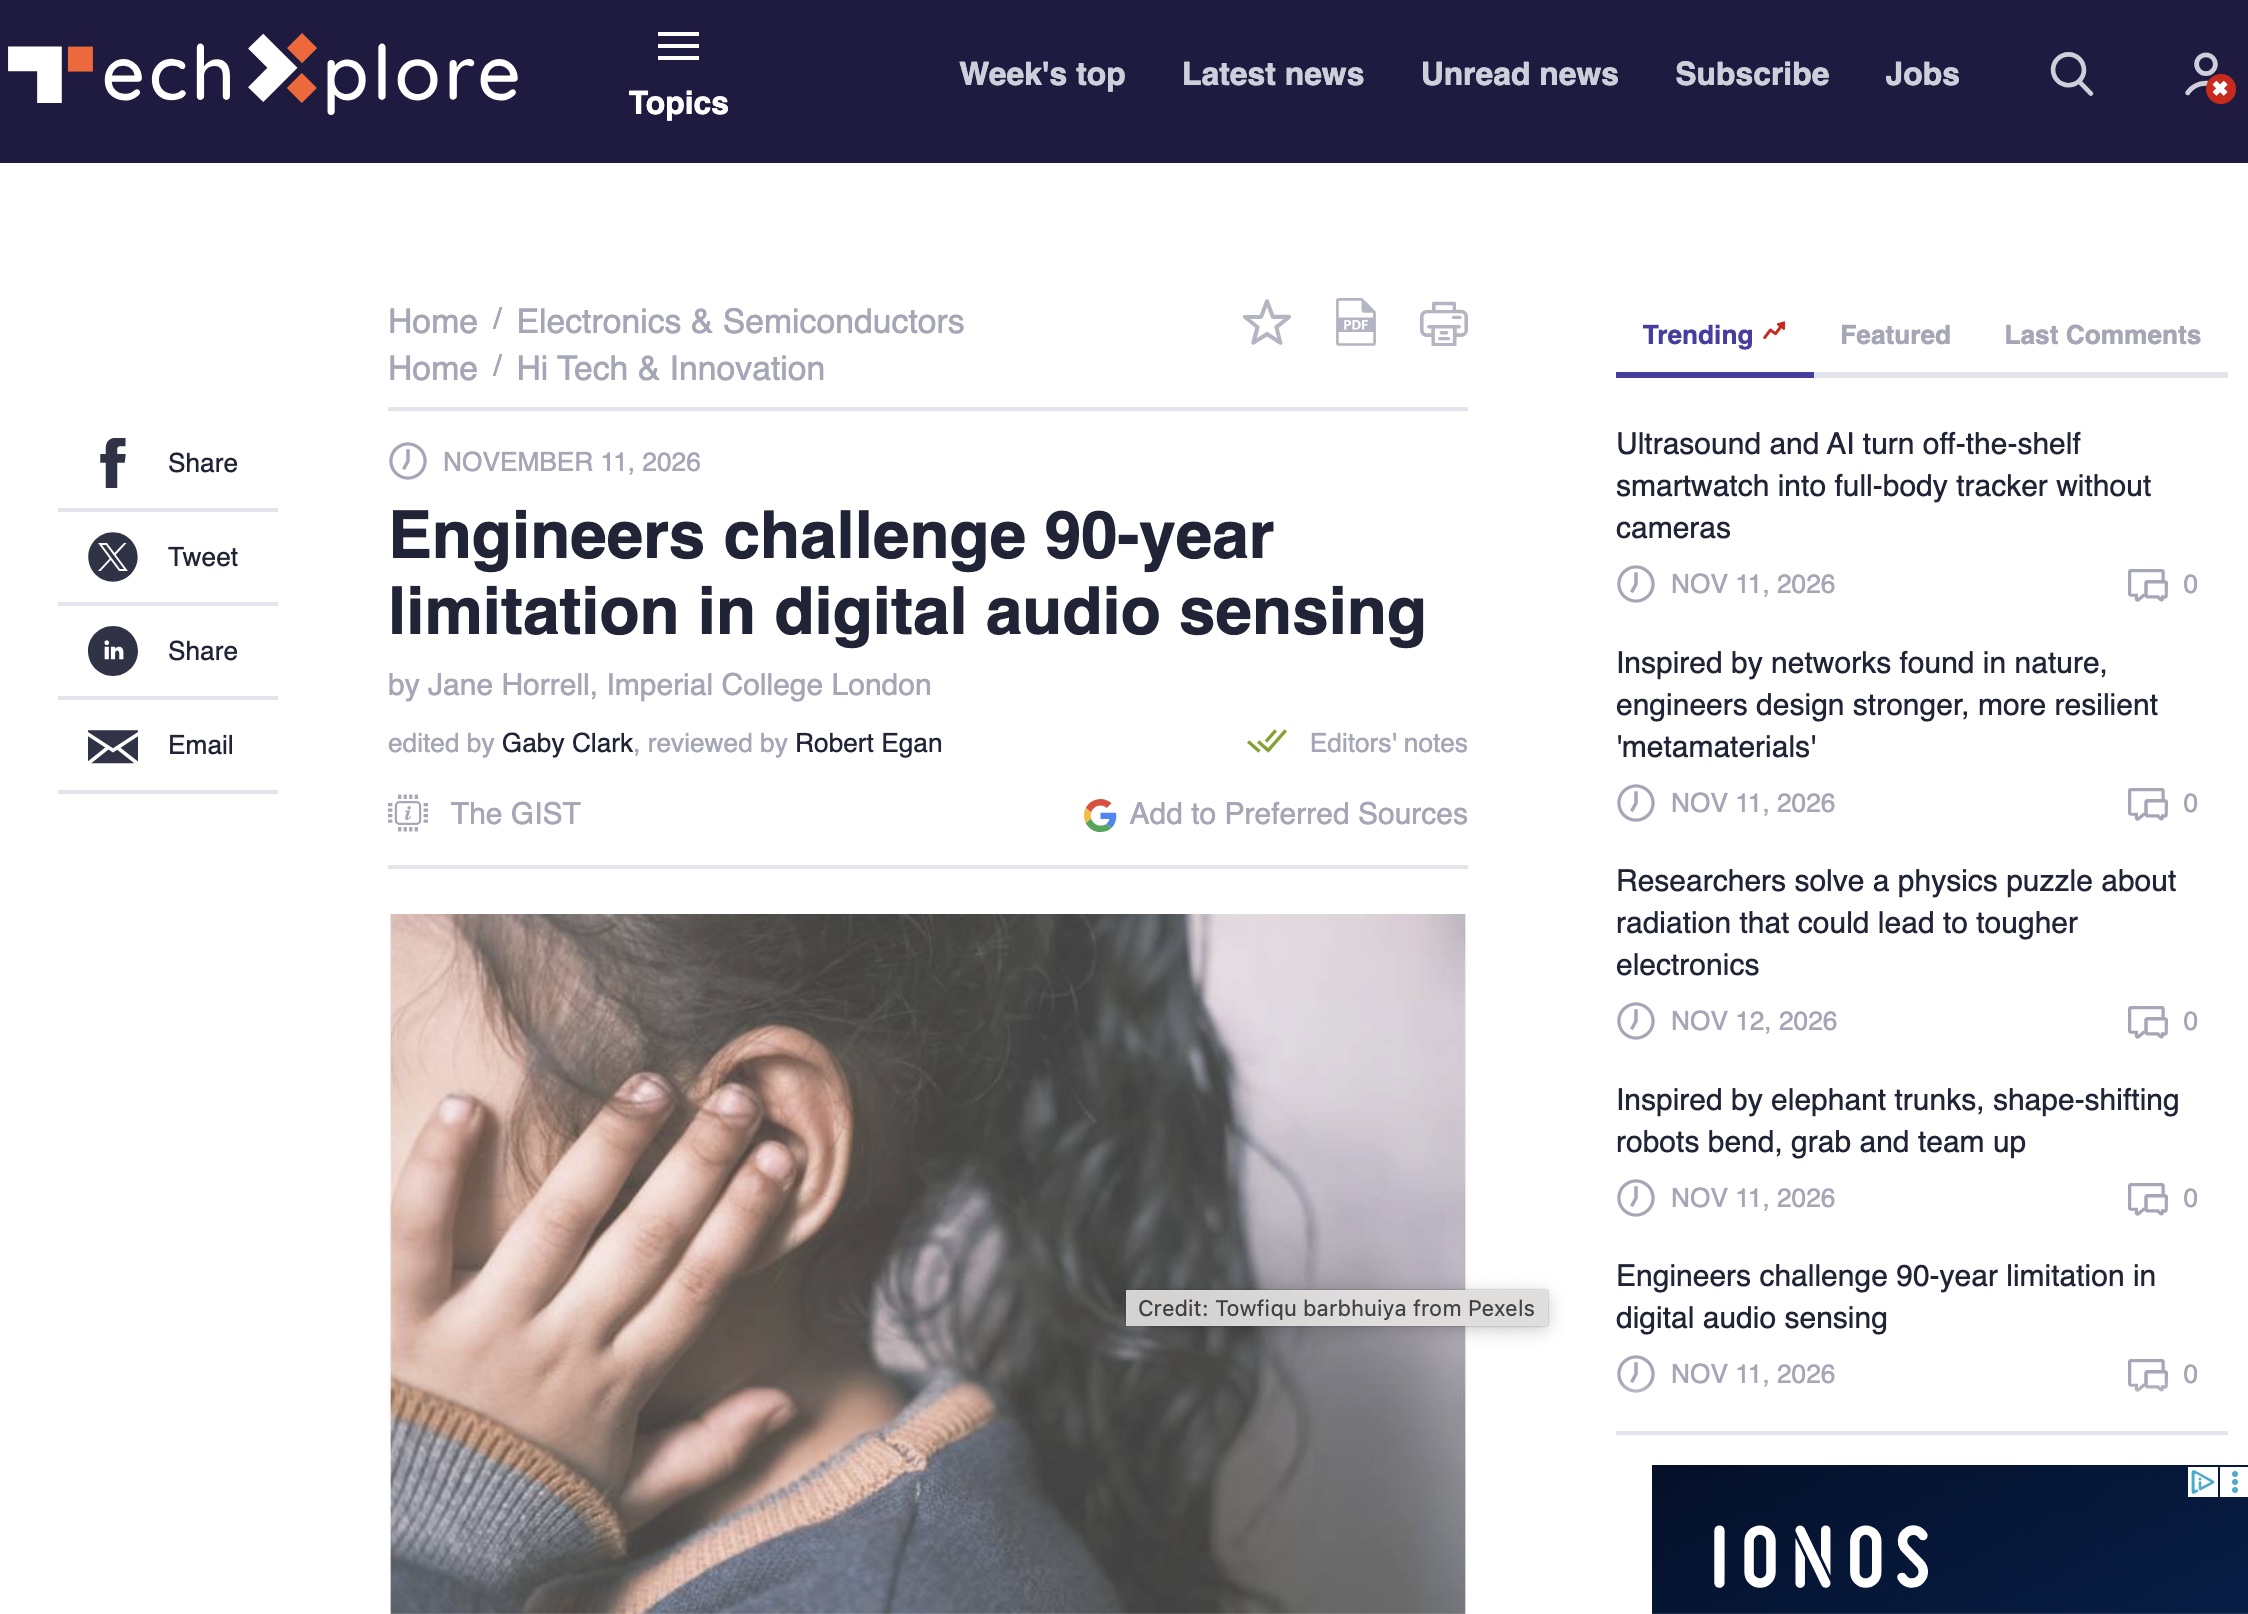 TechXplore
Topics
Week's top
Latest news
Unread news
Subscribe
Jobs
Share
Tweet
in
Share
Email
Home / Electronics & Semiconductors
Home / Hi Tech & Innovation
PDF
NOVEMBER 11, 2026
Engineers challenge 90-year
limitation in digital audio sensing
by Jane Horrell, Imperial College London
edited by Gaby Clark, reviewed by Robert Egan
Editors' notes
The GIST
Add to Preferred Sources
Credit: Towfiqu barbhuiya from Pexels
Trending
Featured
Last Comments
Ultrasound and AI turn off-the-shelf
smartwatch into full-body tracker without
cameras
NOV 11, 2026
0
Inspired by networks found in nature,
engineers design stronger, more resilient
'metamaterials'
NOV 11, 2026
0
Researchers solve a physics puzzle about
radiation that could lead to tougher
electronics
NOV 12, 2026
0
Inspired by elephant trunks, shape-shifting
robots bend, grab and team up
NOV 11, 2026
0
Engineers challenge 90-year limitation in
digital audio sensing
NOV 11, 2026
0
IONOS